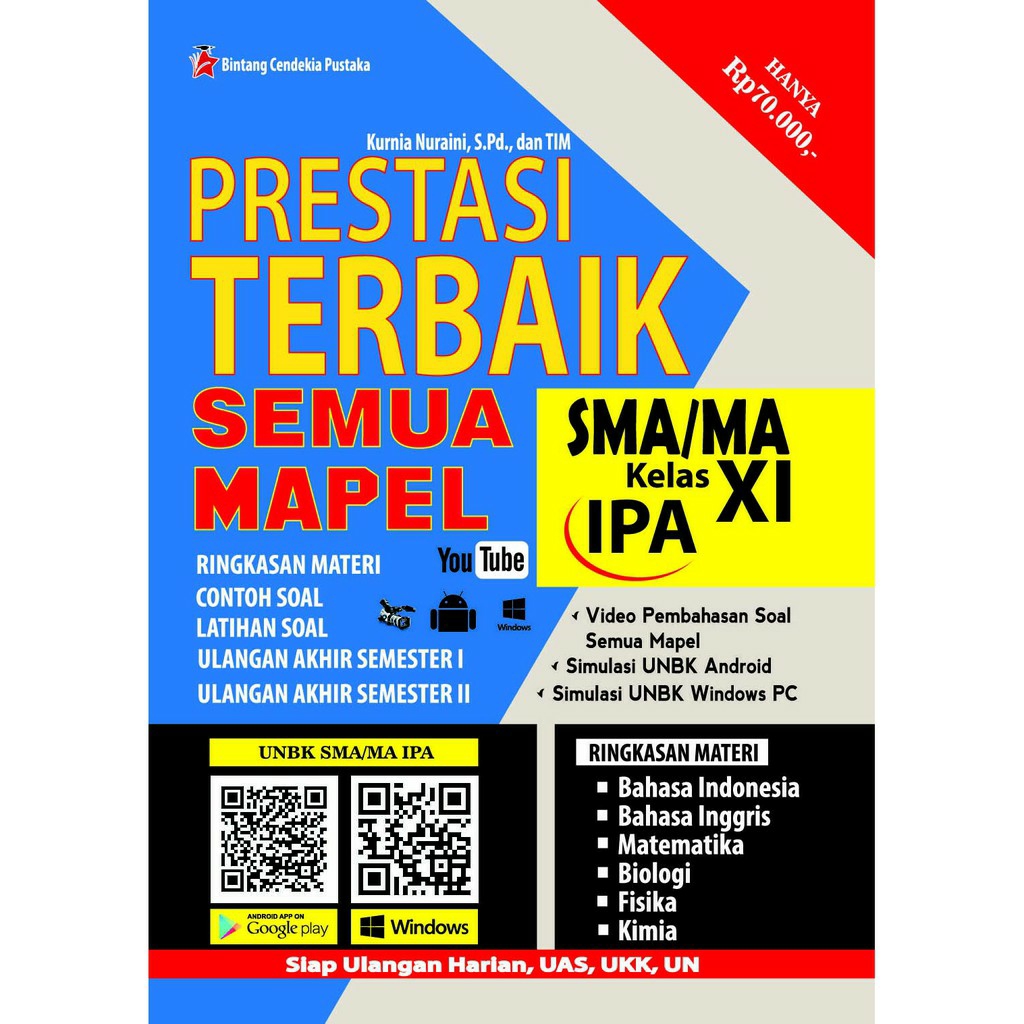 Bintang Cendekia Pustaka
HANYA
Rp70.000,-
Kurnia Nuraini, S.Pd., dan TIM
PRESTASI
TERBAIK
SEMUA
MAPEL
SMA/MA
Kelas XI
IPA
RINGKASAN MATERI
CONTOH SOAL
LATIHAN SOAL
ULANGAN AKHIR SEMESTER I
ULANGAN AKHIR SEMESTER II
You Tube
Windows
Video Pembahasan Soal
Semua Mapel
Simulasi UNBK Android
Simulasi UNBK Windows PC
UNBK SMA/MA IPA
ANDROID APP ON
Google play
Windows
RINGKASAN MATERI
Bahasa Indonesia
Bahasa Inggris
Matematika
Biologi
Fisika
Kimia
Siap Ulangan Harian, UAS, UKK, UN